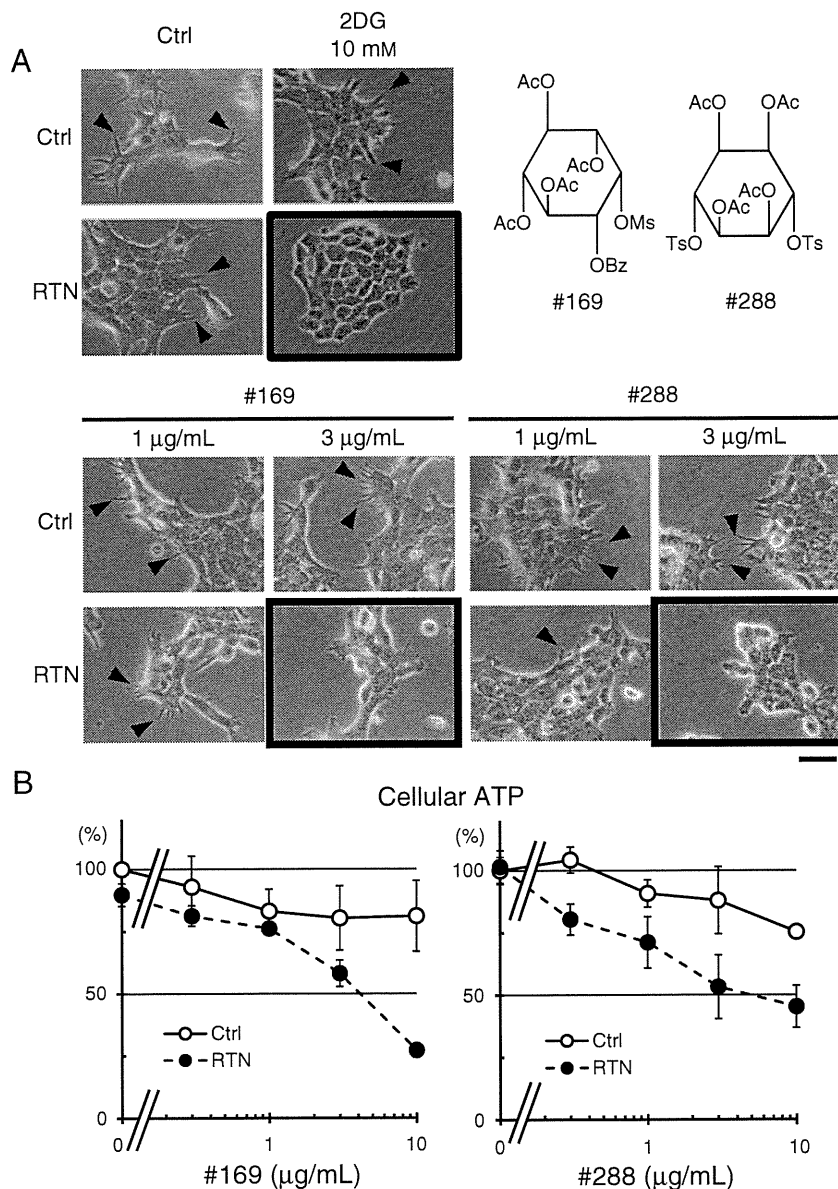 A
Ctrl
2DG
10 mM
Ctrl
RTN
AcO
AcO
OAc
AcO
OMs
OBz
#169
AcO
OAc
AcO
OAc
TsO
OTs
#288
#169
#288
1 µg/mL
3 µg/mL
1 µg/mL
3 µg/mL
Ctrl
RTN
B
Cellular ATP
(%)
100
50
0
Ctrl
RTN
0
1
10
#169 (µg/mL)
(%)
100
50
0
Ctrl
RTN
0
1
10
#288 (µg/mL)